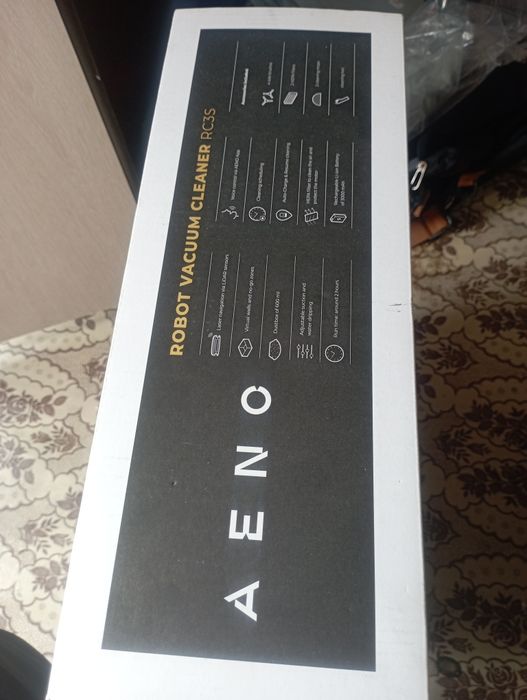 AENO
ROBOT VACUUM CLEANER RC3S
Laser navigation via LiDAR sensors
Virtual walls and no-go zones
Dustbox of 600 ml
Adjustable suction and
water dripping
Run time around 2 hours
Voice control via AENO App
Cleaning scheduling
Auto-Charge & Resume cleaning
HEPA filter to clean the air and
protect the motor
Rechargeable Li-ion Battery
of 3200 mAh